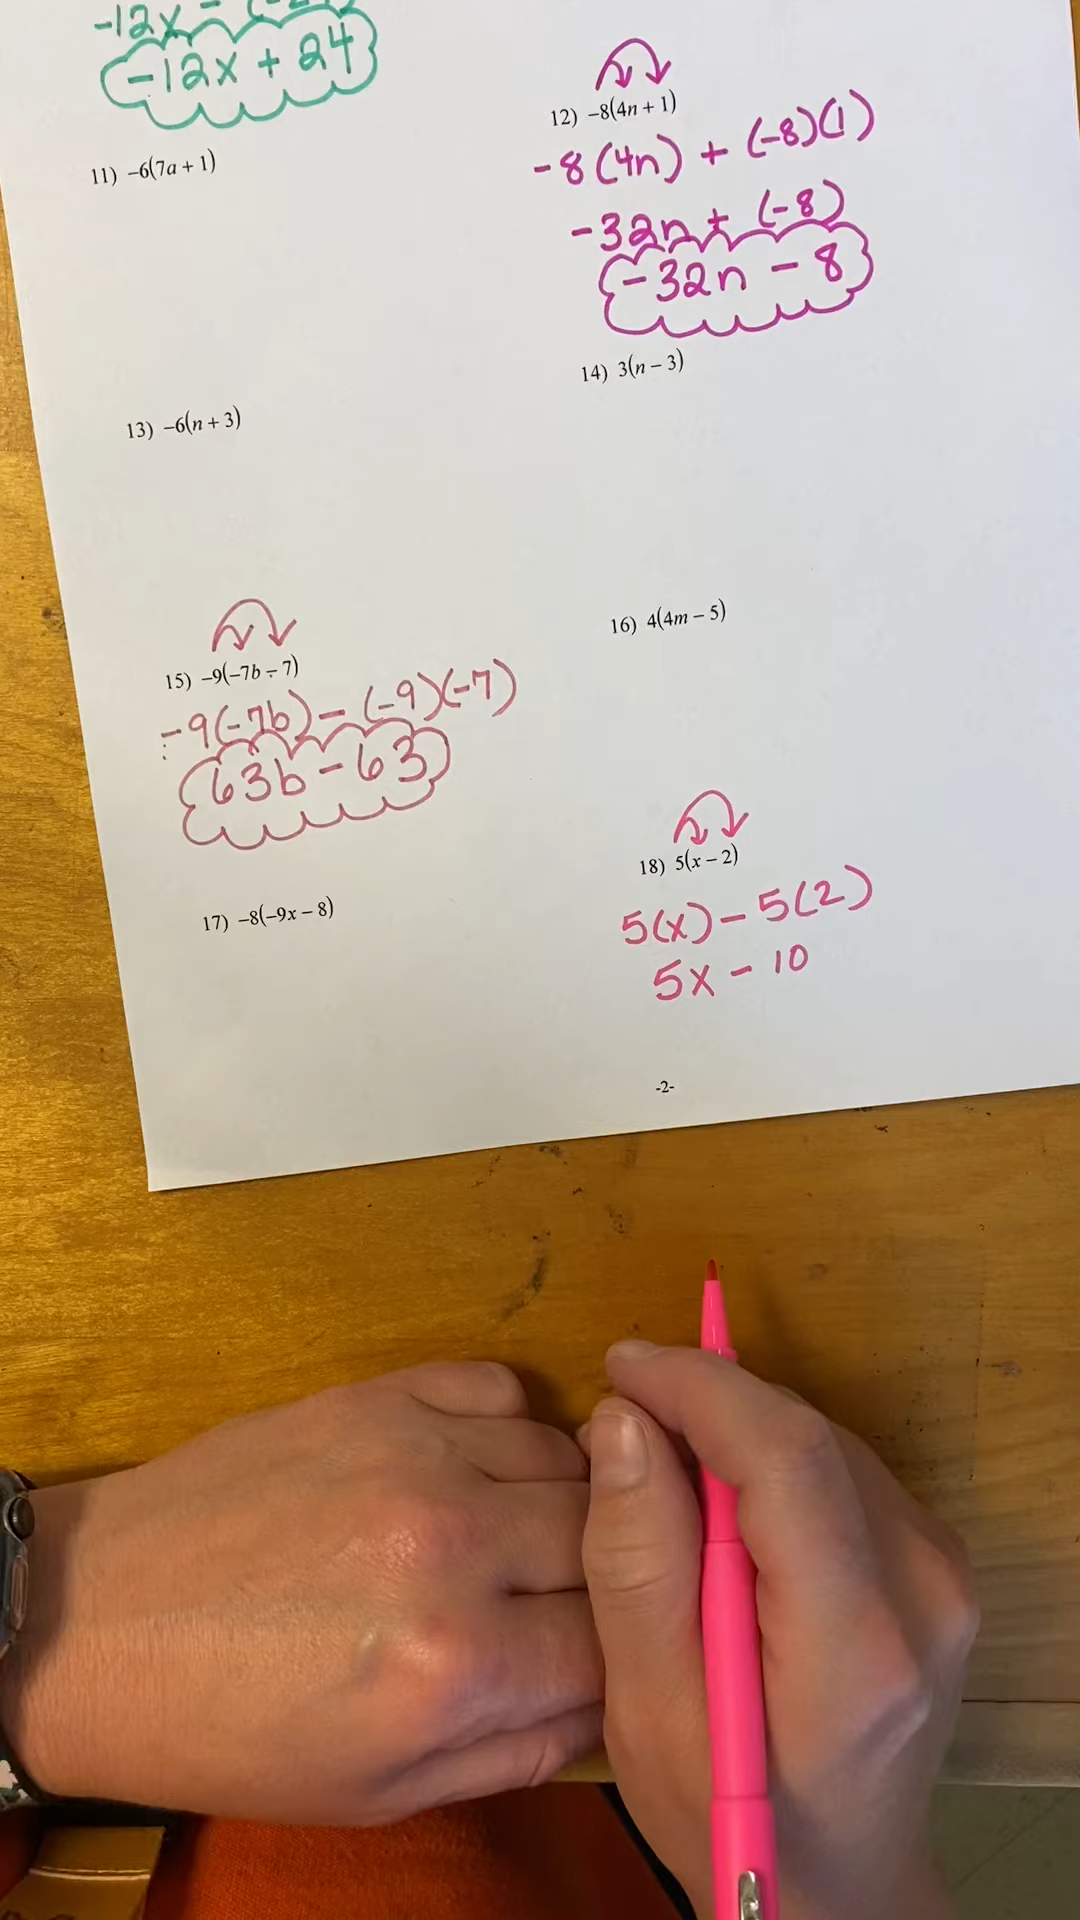 -12x - (-24)
-12x + 24
11) -6(7a + 1)
12) -8(4n + 1)
-8(4n) + (-8)(1)
-32n + (-8)
-32n - 8
13) -6(n + 3)
14) 3(n - 3)
15) -9(-7b - 7)
-9(-7b) - (-9)(-7)
63b - 63
16) 4(4m - 5)
17) -8(-9x - 8)
18) 5(x - 2)
5(x) - 5(2)
5x - 10
-2-